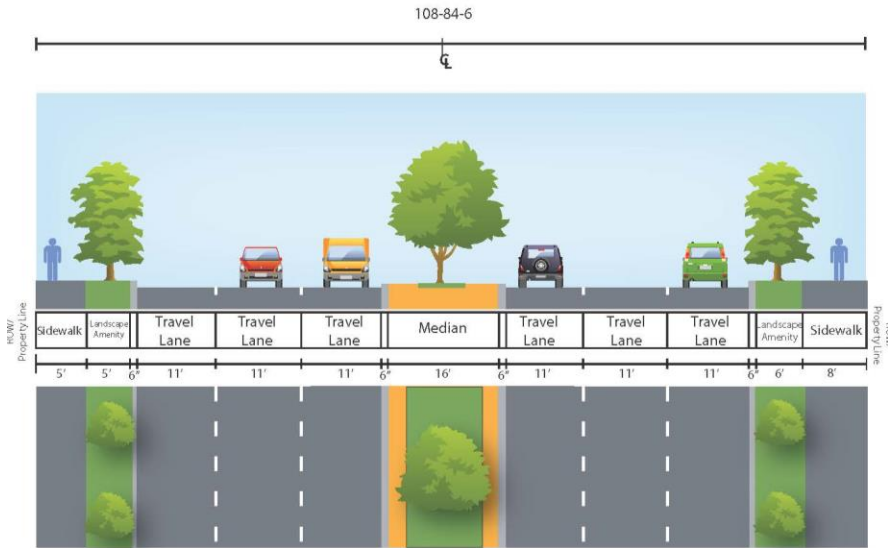 108-84-6
℄
ROW/
Property Line
Sidewalk
Landscape
Amenity
Travel
Lane
Travel
Lane
Travel
Lane
Median
Travel
Lane
Travel
Lane
Travel
Lane
Landscape
Amenity
Sidewalk
Property Line
5' 5' 6" 11' 11' 11' 6" 16' 6" 11' 11' 11' 6" 6' 8'